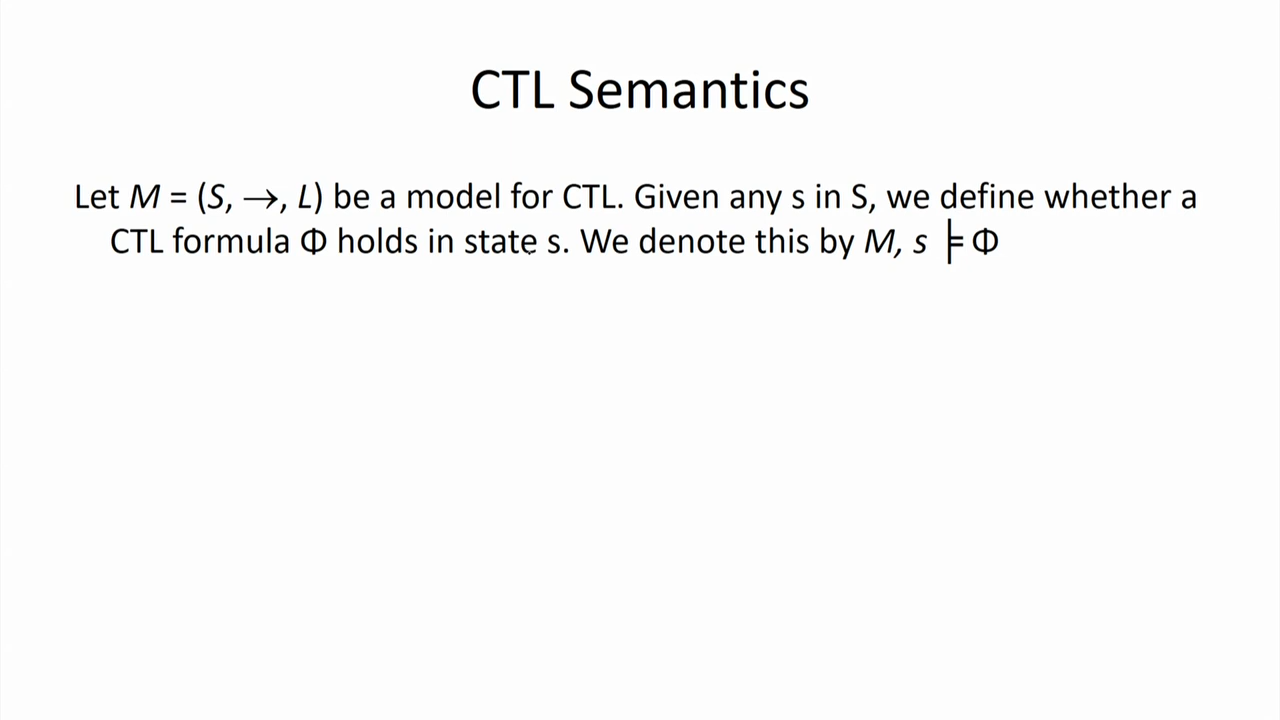 CTL Semantics
Let M = (S, →, L) be a model for CTL. Given any s in S, we define whether a
CTL formula Φ holds in state s. We denote this by M, s ⊨ Φ